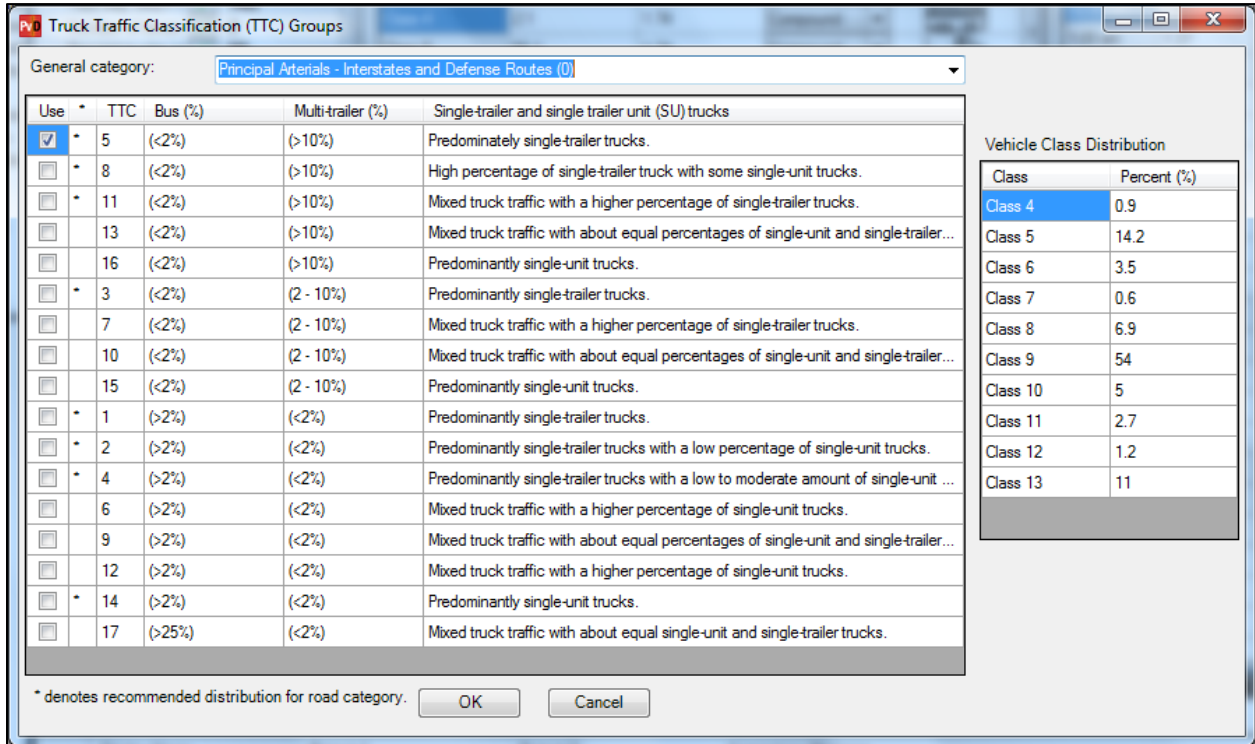 PvD Truck Traffic Classification (TTC) Groups
General category: Principal Arterials - Interstates and Defense Routes (0)
Use * TTC Bus (%) Multi-trailer (%) Single-trailer and single trailer unit (SU) trucks
* 5 (<2%) (>10%) Predominately single-trailer trucks.
* 8 (<2%) (>10%) High percentage of single-trailer truck with some single-unit trucks.
* 11 (<2%) (>10%) Mixed truck traffic with a higher percentage of single-trailer trucks.
13 (<2%) (>10%) Mixed truck traffic with about equal percentages of single-unit and single-trailer...
16 (<2%) (>10%) Predominantly single-unit trucks.
* 3 (<2%) (2 - 10%) Predominantly single-trailer trucks.
7 (<2%) (2 - 10%) Mixed truck traffic with a higher percentage of single-trailer trucks.
10 (<2%) (2 - 10%) Mixed truck traffic with about equal percentages of single-unit and single-trailer...
15 (<2%) (2 - 10%) Predominantly single-unit trucks.
* 1 (>2%) (<2%) Predominantly single-trailer trucks.
* 2 (>2%) (<2%) Predominantly single-trailer trucks with a low percentage of single-unit trucks.
* 4 (>2%) (<2%) Predominantly single-trailer trucks with a low to moderate amount of single-unit ...
6 (>2%) (<2%) Mixed truck traffic with a higher percentage of single-unit trucks.
9 (>2%) (<2%) Mixed truck traffic with about equal percentages of single-unit and single-trailer...
12 (>2%) (<2%) Mixed truck traffic with a higher percentage of single-unit trucks.
* 14 (>2%) (<2%) Predominantly single-unit trucks.
17 (>25%) (<2%) Mixed truck traffic with about equal single-unit and single-trailer trucks.
* denotes recommended distribution for road category. OK Cancel
Vehicle Class Distribution
Class Percent (%)
Class 4 0.9
Class 5 14.2
Class 6 3.5
Class 7 0.6
Class 8 6.9
Class 9 54
Class 10 5
Class 11 2.7
Class 12 1.2
Class 13 11